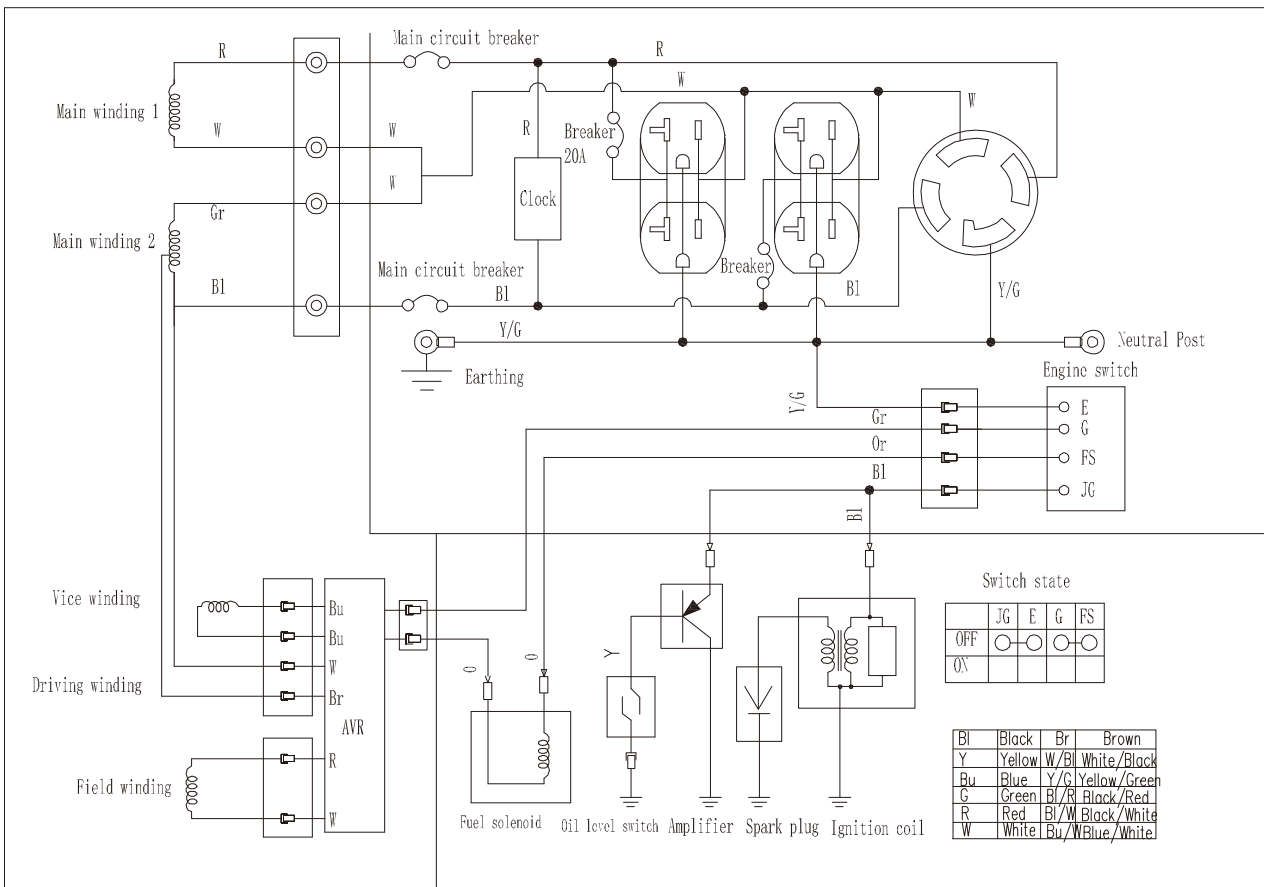 R
Main circuit breaker
R
W
Main winding 1
W
W
W
R
Breaker
20A
W
Clock
Gr
Main winding 2
Main circuit breaker
Bl
Bl
Breaker
Bl
Y/G
Y/G
Neutral Post
Earthing
Engine switch
Y/G
E
Gr
G
Or
FS
Bl
JG
Bl
Switch state
JG E G FS
OFF
ON
Vice winding
Bu
Bu
W
Driving winding
Br
AVR
O
O
Y
Field winding
R
W
Fuel solenoid
Oil level switch
Amplifier
Spark plug
Ignition coil
Bl Black Br Brown
Y Yellow W/Bl White/Black
Bu Blue Y/G Yellow/Green
G Green Bl/R Black/Red
R Red Bl/W Black/White
W White Bu/W Blue/White